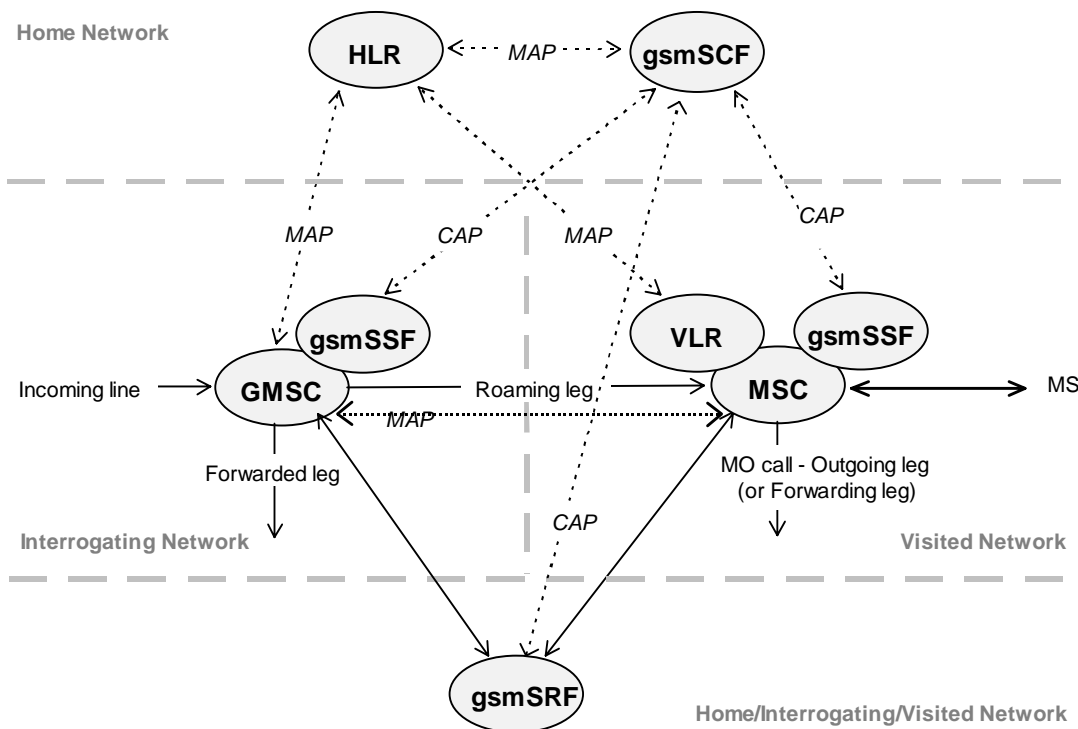 Home Network
HLR
MAP
gsmSCF
MAP
CAP
MAP
CAP
gsmSSF
VLR
gsmSSF
Incoming line
GMSC
Roaming leg
MSC
MS
MAP
Forwarded leg
MO call - Outgoing leg
(or Forwarding leg)
CAP
Interrogating Network
Visited Network
gsmSRF
Home/Interrogating/Visited Network